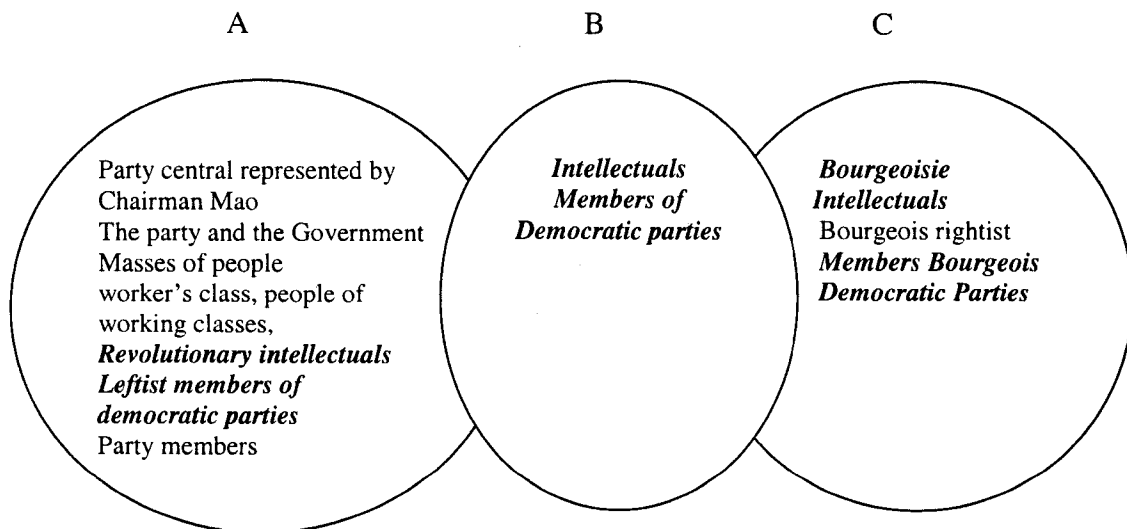 A
B
C
Party central represented by
Chairman Mao
The party and the Government
Masses of people
worker's class, people of
working classes,
Revolutionary intellectuals
Leftist members of
democratic parties
Party members
Intellectuals
Members of
Democratic parties
Bourgeoisie
Intellectuals
Bourgeois rightist
Members Bourgeois
Democratic Parties